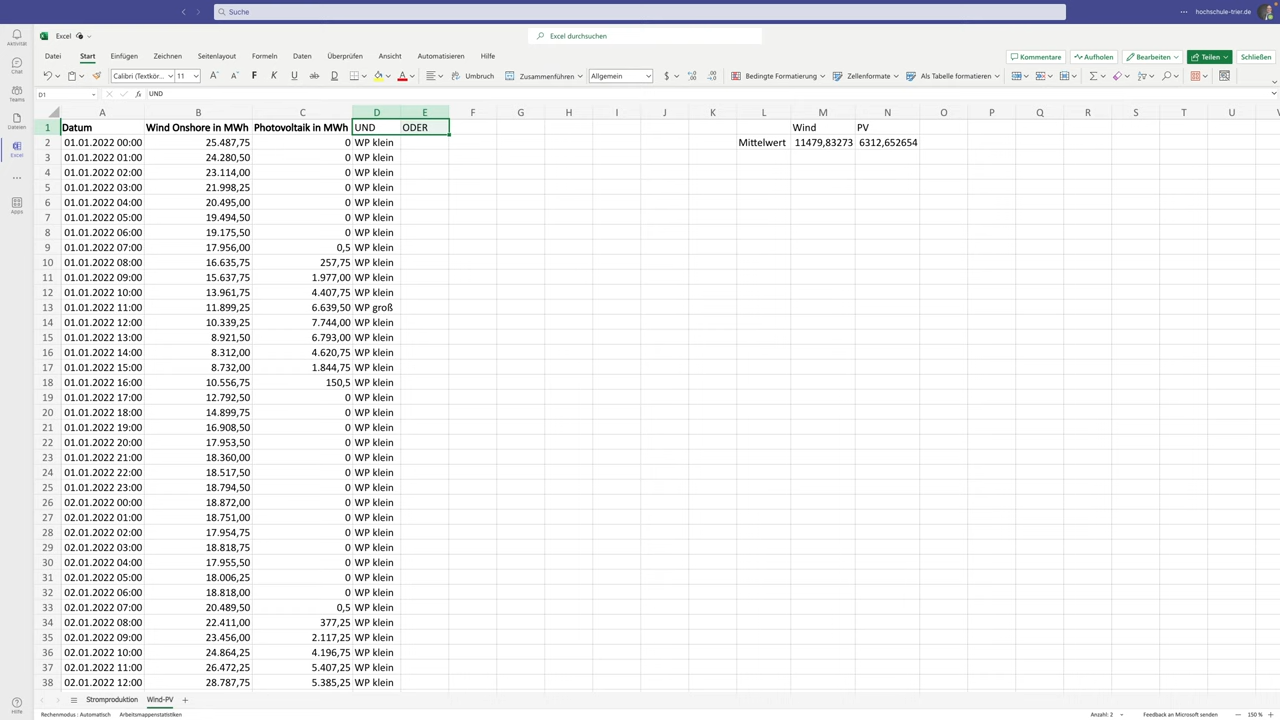 Suche
hochschule-trier.de
Aktivität
Chat
Teams
Dateien
Excel
Apps
Hilfe
Excel
Excel durchsuchen
Datei Start Einfügen Zeichnen Seitenlayout Formeln Daten Überprüfen Ansicht Automatisieren Hilfe
Kommentare Aufholen Bearbeiten Teilen Schließen
Calibri (Textkör... 11 F K U ab D A Umbruch Zusammenführen Allgemein $ Bedingte Formatierung Zellenformate Als Tabelle formatieren
D1 fx UND
A B C D E F G H I J K L M N O P Q R S T U V
1 Datum Wind Onshore in MWh Photovoltaik in MWh UND ODER Wind PV
2 01.01.2022 00:00 25.487,75 0 WP klein Mittelwert 11479,83273 6312,652654
3 01.01.2022 01:00 24.280,50 0 WP klein
4 01.01.2022 02:00 23.114,00 0 WP klein
5 01.01.2022 03:00 21.998,25 0 WP klein
6 01.01.2022 04:00 20.495,00 0 WP klein
7 01.01.2022 05:00 19.494,50 0 WP klein
8 01.01.2022 06:00 19.175,50 0 WP klein
9 01.01.2022 07:00 17.956,00 0,5 WP klein
10 01.01.2022 08:00 16.635,75 257,75 WP klein
11 01.01.2022 09:00 15.637,75 1.977,00 WP klein
12 01.01.2022 10:00 13.961,75 4.407,75 WP klein
13 01.01.2022 11:00 11.899,25 6.639,50 WP groß
14 01.01.2022 12:00 10.339,25 7.744,00 WP klein
15 01.01.2022 13:00 8.921,50 6.793,00 WP klein
16 01.01.2022 14:00 8.312,00 4.620,75 WP klein
17 01.01.2022 15:00 8.732,00 1.844,75 WP klein
18 01.01.2022 16:00 10.556,75 150,5 WP klein
19 01.01.2022 17:00 12.792,50 0 WP klein
20 01.01.2022 18:00 14.899,75 0 WP klein
21 01.01.2022 19:00 16.908,50 0 WP klein
22 01.01.2022 20:00 17.953,50 0 WP klein
23 01.01.2022 21:00 18.360,00 0 WP klein
24 01.01.2022 22:00 18.517,50 0 WP klein
25 01.01.2022 23:00 18.794,50 0 WP klein
26 02.01.2022 00:00 18.872,00 0 WP klein
27 02.01.2022 01:00 18.751,00 0 WP klein
28 02.01.2022 02:00 17.954,75 0 WP klein
29 02.01.2022 03:00 18.818,75 0 WP klein
30 02.01.2022 04:00 17.955,50 0 WP klein
31 02.01.2022 05:00 18.006,25 0 WP klein
32 02.01.2022 06:00 18.818,00 0 WP klein
33 02.01.2022 07:00 20.489,50 0,5 WP klein
34 02.01.2022 08:00 22.411,00 377,25 WP klein
35 02.01.2022 09:00 23.456,00 2.117,25 WP klein
36 02.01.2022 10:00 24.864,25 4.196,75 WP klein
37 02.01.2022 11:00 26.472,25 5.407,25 WP klein
38 02.01.2022 12:00 28.787,75 5.385,25 WP klein
Stromproduktion Wind-PV
Rechenmodus : Automatisch Arbeitsmappenstatistiken Anzahl: 2 Feedback an Microsoft senden 150 %